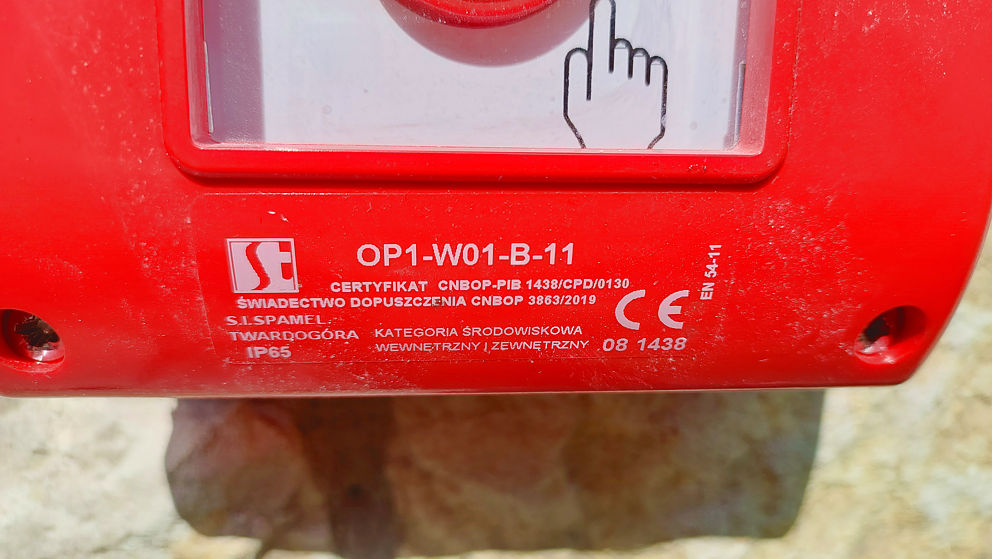 St
OP1-W01-B-11
CERTYFIKAT CNBOP-PIB 1438/CPD/0130
ŚWIADECTWO DOPUSZCZENIA CNBOP 3863/2019
S.I.SPAMEL
TWARDOGÓRA
IP65
KATEGORIA ŚRODOWISKOWA
WEWNĘTRZNY I ZEWNĘTRZNY
CE
08 1438
EN 54-11